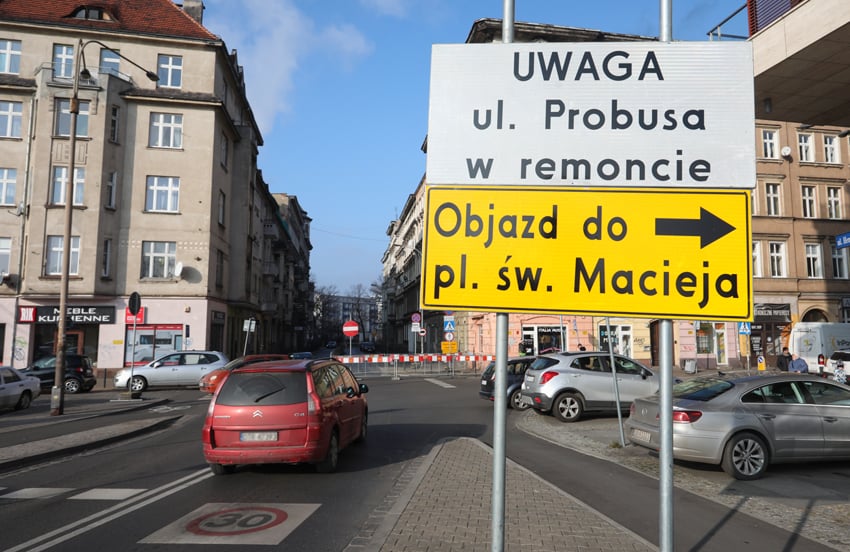 UWAGA
ul. Probusa
w remoncie
Objazd do
pl. św. Macieja
MEBLE
KUCHENNE
30